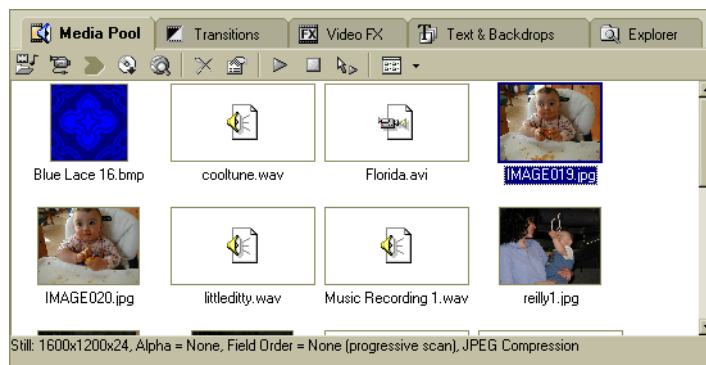 Media Pool Transitions FX Video FX Text & Backdrops Explorer
Blue Lace 16.bmp cooltune.wav Florida.avi IMAGE019.jpg
IMAGE020.jpg littleditty.wav Music Recording 1.wav reilly1.jpg
Still: 1600x1200x24, Alpha = None, Field Order = None (progressive scan), JPEG Compression